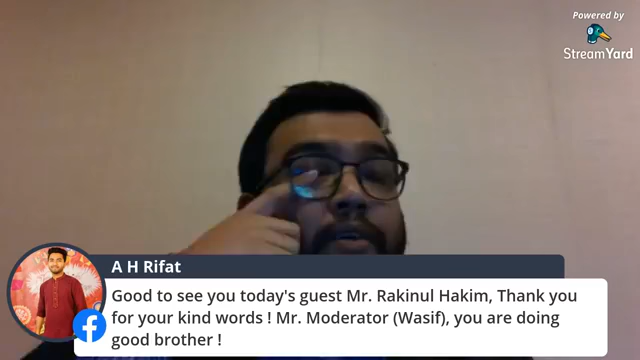 Powered by
StreamYard
A H Rifat
Good to see you today's guest Mr. Rakinul Hakim, Thank you
for your kind words ! Mr. Moderator (Wasif), you are doing
good brother !